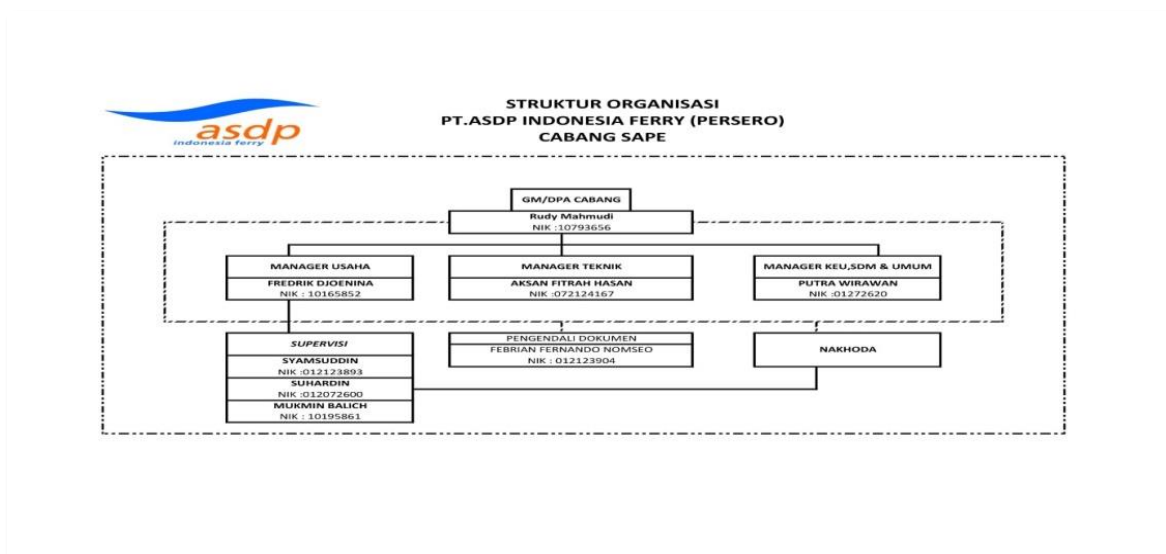 STRUKTUR ORGANISASI
PT.ASDP INDONESIA FERRY (PERSERO)
CABANG SAPE
asdp
indonesia ferry
GM/DPA CABANG
Rudy Mahmudi
NIK :10793656
MANAGER USAHA
FREDRIK DJOENINA
NIK : 10165852
MANAGER TEKNIK
AKSAN FITRAH HASAN
NIK :072124167
MANAGER KEU,SDM & UMUM
PUTRA WIRAWAN
NIK :01272620
SUPERVISI
SYAMSUDDIN
NIK :012123893
SUHARDIN
NIK :012072600
MUKMIN BALICH
NIK : 10195861
PENGENDALI DOKUMEN
FEBRIAN FERNANDO NOMSEO
NIK : 012123904
NAKHODA